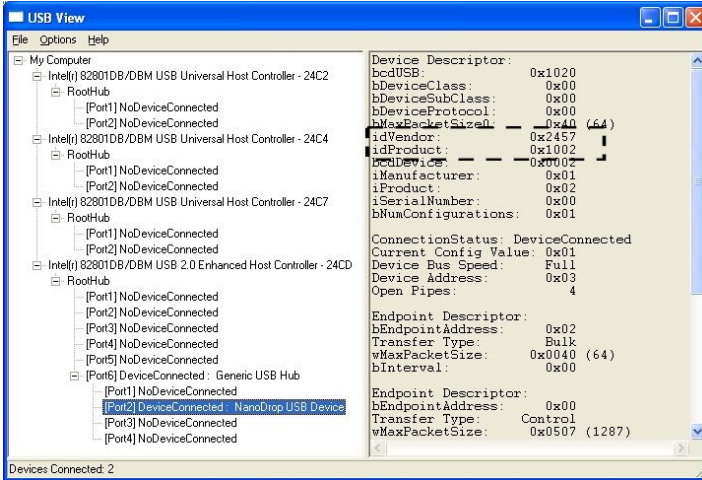 USB View
File Options Help
My Computer
Intel(r) 82801DB/DBM USB Universal Host Controller - 24C2
RootHub
[Port1] NoDeviceConnected
[Port2] NoDeviceConnected
Intel(r) 82801DB/DBM USB Universal Host Controller - 24C4
RootHub
[Port1] NoDeviceConnected
[Port2] NoDeviceConnected
Intel(r) 82801DB/DBM USB Universal Host Controller - 24C7
RootHub
[Port1] NoDeviceConnected
[Port2] NoDeviceConnected
Intel(r) 82801DB/DBM USB 2.0 Enhanced Host Controller - 24CD
RootHub
[Port1] NoDeviceConnected
[Port2] NoDeviceConnected
[Port3] NoDeviceConnected
[Port4] NoDeviceConnected
[Port5] NoDeviceConnected
[Port6] DeviceConnected : Generic USB Hub
[Port1] NoDeviceConnected
[Port2] DeviceConnected : NanoDrop USB Device
[Port3] NoDeviceConnected
[Port4] NoDeviceConnected
Device Descriptor:
bcdUSB: 0x1020
bDeviceClass: 0x00
bDeviceSubClass: 0x00
bDeviceProtocol: 0x00
bMaxPacketSize0: 0x40 (64)
idVendor: 0x2457
idProduct: 0x1002
bcdDevice: 0x0002
iManufacturer: 0x01
iProduct: 0x02
iSerialNumber: 0x00
bNumConfigurations: 0x01
ConnectionStatus: DeviceConnected
Current Config Value: 0x01
Device Bus Speed: Full
Device Address: 0x03
Open Pipes: 4
Endpoint Descriptor:
bEndpointAddress: 0x02
Transfer Type: Bulk
wMaxPacketSize: 0x0040 (64)
bInterval: 0x00
Endpoint Descriptor:
bEndpointAddress: 0x00
Transfer Type: Control
wMaxPacketSize: 0x0507 (1287)
Devices Connected: 2